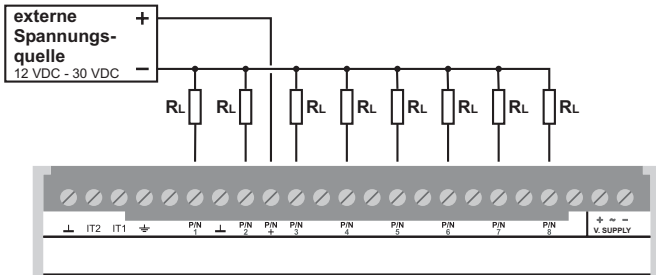 externe +
Spannungs-
quelle
12 VDC - 30 VDC –
RL RL RL RL RL RL RL RL
⊥ IT2 IT1 ⏚ P/N 1 ⊥ P/N 2 P/N + P/N 3 P/N 4 P/N 5 P/N 6 P/N 7 P/N 8 + ~ –
V. SUPPLY